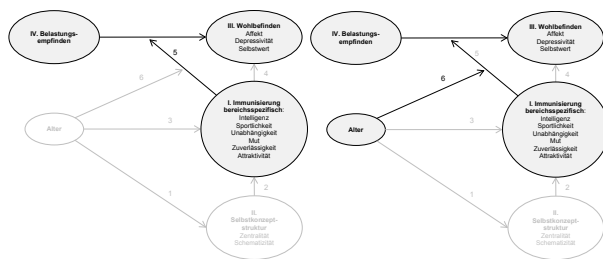 IV. Belastungs-
empfinden
III. Wohlbefinden
Affekt
Depressivität
Selbstwert
5
6
4
I. Immunisierung
bereichsspezifisch:
Intelligenz
Sportlichkeit
Unabhängigkeit
Mut
Zuverlässigkeit
Attraktivität
Alter
3
1
2
II.
Selbstkonzept-
struktur
Zentralität
Schematizität
IV. Belastungs-
empfinden
III. Wohlbefinden
Affekt
Depressivität
Selbstwert
5
6
4
I. Immunisierung
bereichsspezifisch:
Intelligenz
Sportlichkeit
Unabhängigkeit
Mut
Zuverlässigkeit
Attraktivität
Alter
3
1
2
II.
Selbstkonzept-
struktur
Zentralität
Schematizität